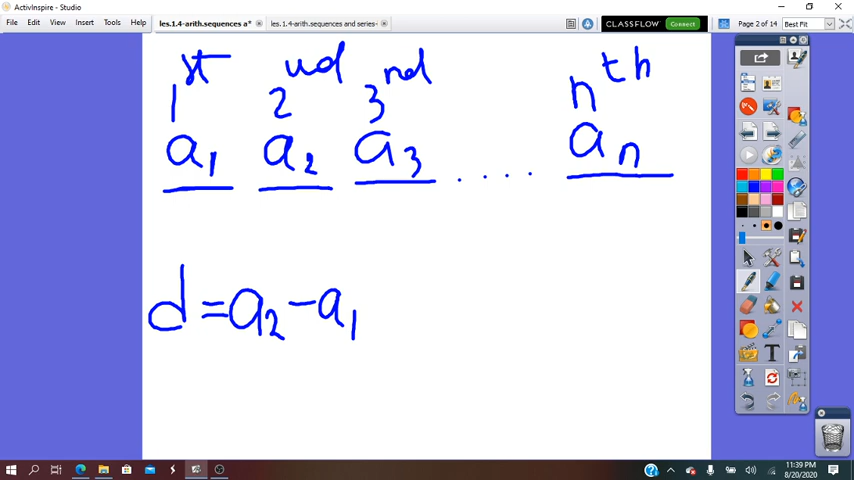 ActivInspire - Studio
File Edit View Insert Tools Help
les.1.4-arith.sequences a* les.1.4-arith.sequences and series-
CLASSFLOW Connect
Page 2 of 14 Best Fit
1st 2nd 3nd nth
a1 a2 a3 ..... an
d=a2-a1
11:39 PM
8/20/2020